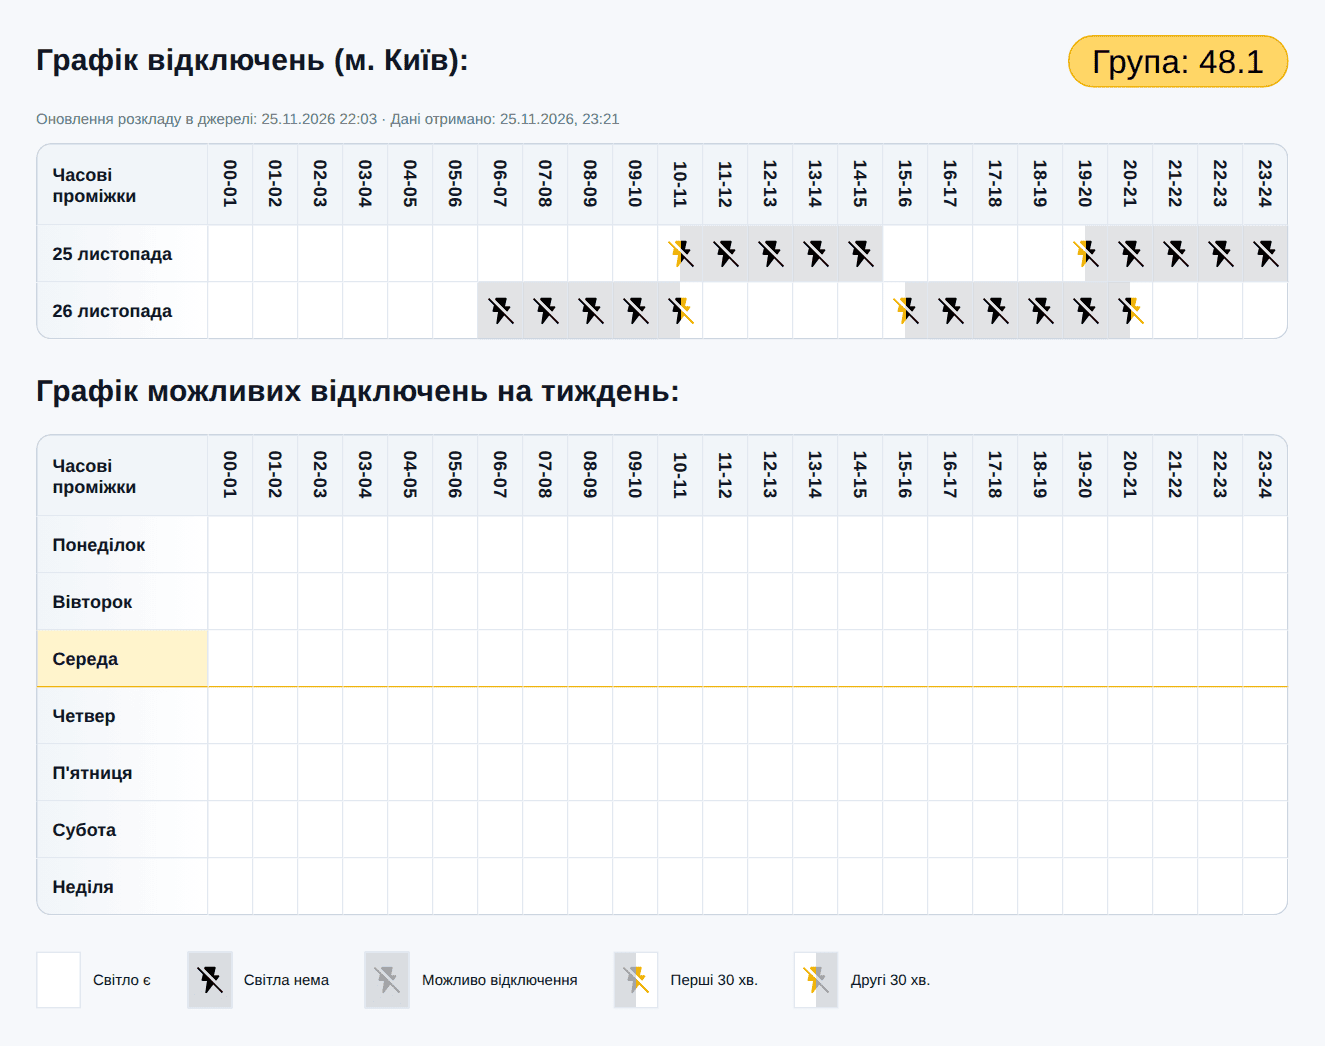 Графік відключень (м. Київ):
Група: 48.1
Оновлення розкладу в джерелі: 25.11.2026 22:03 · Дані отримано: 25.11.2026, 23:21
Часові
проміжки
00-01 01-02 02-03 03-04 04-05 05-06 06-07 07-08 08-09 09-10 10-11 11-12 12-13 13-14 14-15 15-16 16-17 17-18 18-19 19-20 20-21 21-22 22-23 23-24
25 листопада
26 листопада
Графік можливих відключень на тиждень:
Часові
проміжки
00-01 01-02 02-03 03-04 04-05 05-06 06-07 07-08 08-09 09-10 10-11 11-12 12-13 13-14 14-15 15-16 16-17 17-18 18-19 19-20 20-21 21-22 22-23 23-24
Понеділок
Вівторок
Середа
Четвер
П'ятниця
Субота
Неділя
Світло є
Світла нема
Можливо відключення
Перші 30 хв.
Другі 30 хв.